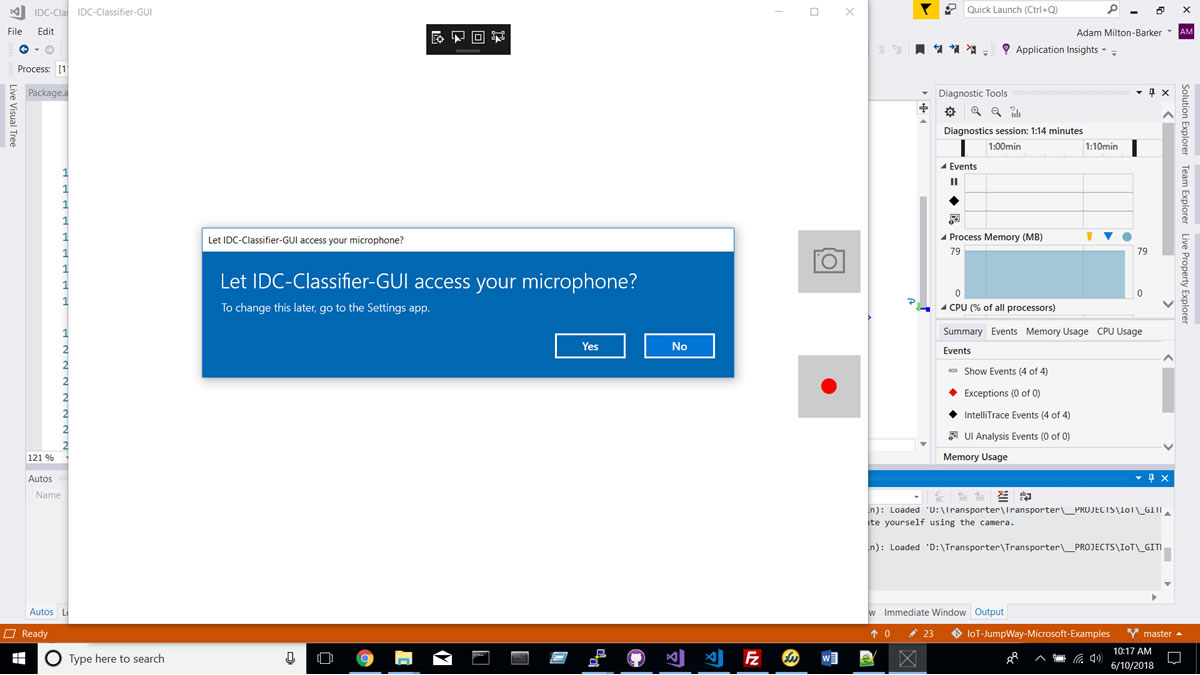 IDC-Clas
IDC-Classifier-GUI
Quick Launch (Ctrl+Q)
File Edit
Adam Milton-Barker AM
Application Insights
Process: [1
Package.a
Live Visual Tree
Let IDC-Classifier-GUI access your microphone?
Let IDC-Classifier-GUI access your microphone?
To change this later, go to the Settings app.
Yes No
Diagnostic Tools
Diagnostics session: 1:14 minutes
1:00min 1:10min
Events
Process Memory (MB)
79 79
0 0
CPU (% of all processors)
Summary Events Memory Usage CPU Usage
Events
Show Events (4 of 4)
Exceptions (0 of 0)
IntelliTrace Events (4 of 4)
UI Analysis Events (0 of 0)
Memory Usage
Solution Explorer
Team Explorer
Live Property Explorer
1
1
1
1
1
1
1
1
1
1
2
2
2
2
2
2
2
121 %
Autos
Name
in): Loaded 'D:\Transporter\Transporter\__PROJECTS\IoT\_GIT
te yourself using the camera.
in): Loaded 'D:\Transporter\Transporter\__PROJECTS\IoT\_GIT
Autos
Immediate Window Output
Ready
0 23 IoT-JumpWay-Microsoft-Examples master
Type here to search
10:17 AM
6/10/2018